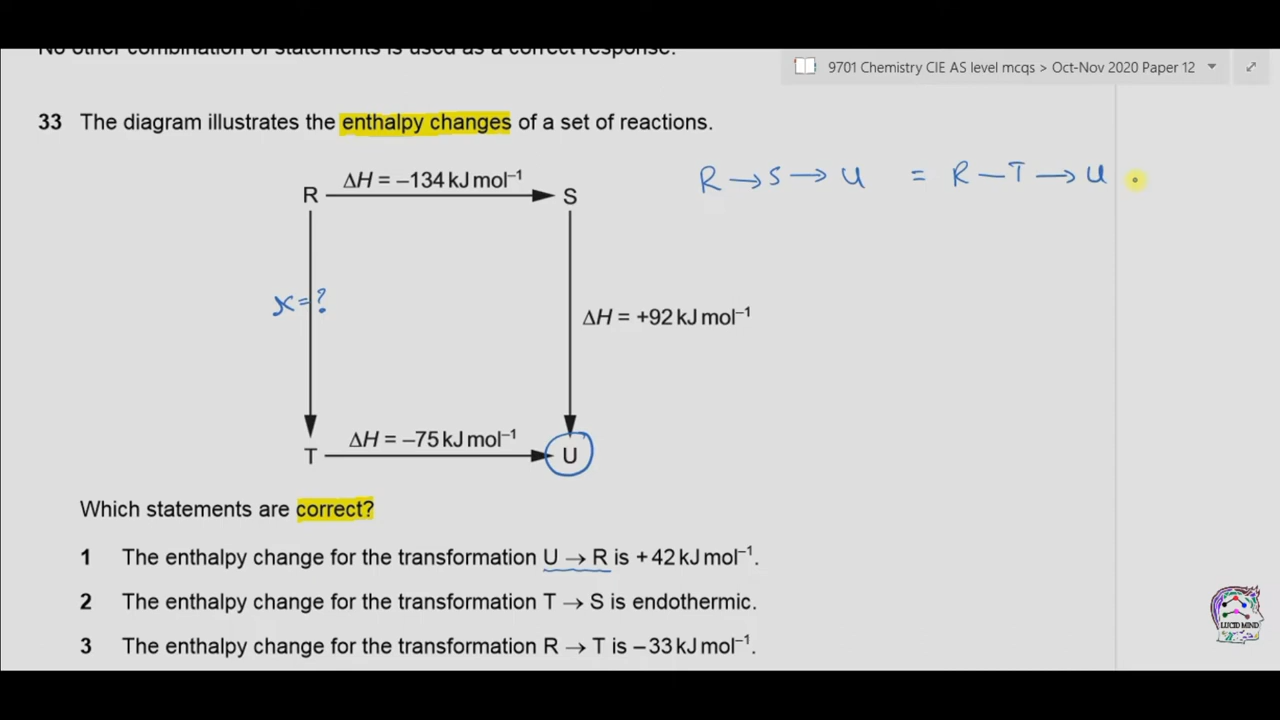 No other combination of statements is used as a correct response.
9701 Chemistry CIE AS level mcqs > Oct-Nov 2020 Paper 12
33 The diagram illustrates the enthalpy changes of a set of reactions.
R ΔH = –134 kJ mol⁻¹ S
R → S → U = R – T → U
x = ?
ΔH = +92 kJ mol⁻¹
T ΔH = –75 kJ mol⁻¹ U
Which statements are correct?
1 The enthalpy change for the transformation U → R is +42 kJ mol⁻¹.
2 The enthalpy change for the transformation T → S is endothermic.
3 The enthalpy change for the transformation R → T is –33 kJ mol⁻¹.
LUCID MIND